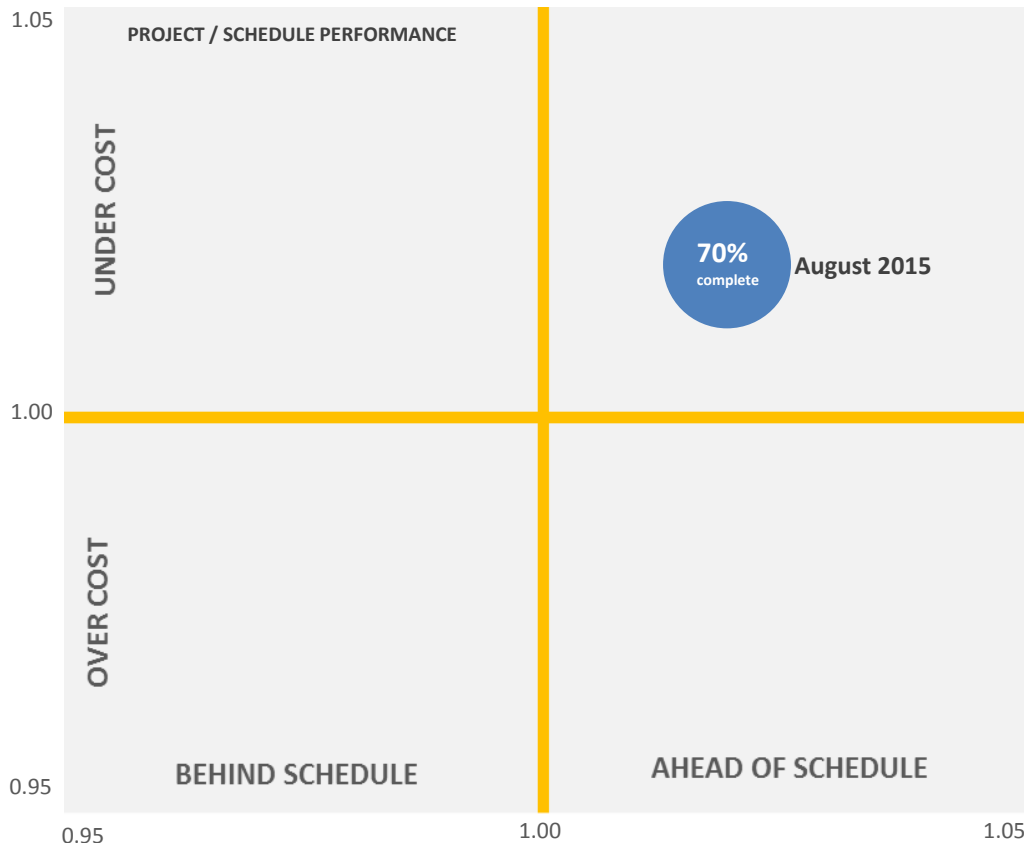 1.05
PROJECT / SCHEDULE PERFORMANCE
UNDER COST
70%
complete
August 2015
1.00
OVER COST
BEHIND SCHEDULE
AHEAD OF SCHEDULE
0.95
0.95
1.00
1.05